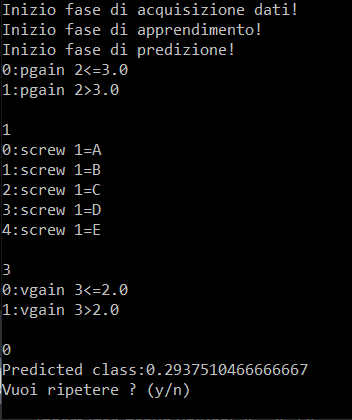 Inizio fase di acquisizione dati!
Inizio fase di apprendimento!
Inizio fase di predizione!
0:pgain 2<=3.0
1:pgain 2>3.0
1
0:screw 1=A
1:screw 1=B
2:screw 1=C
3:screw 1=D
4:screw 1=E
3
0:vgain 3<=2.0
1:vgain 3>2.0
0
Predicted class:0.2937510466666667
Vuoi ripetere ? (y/n)